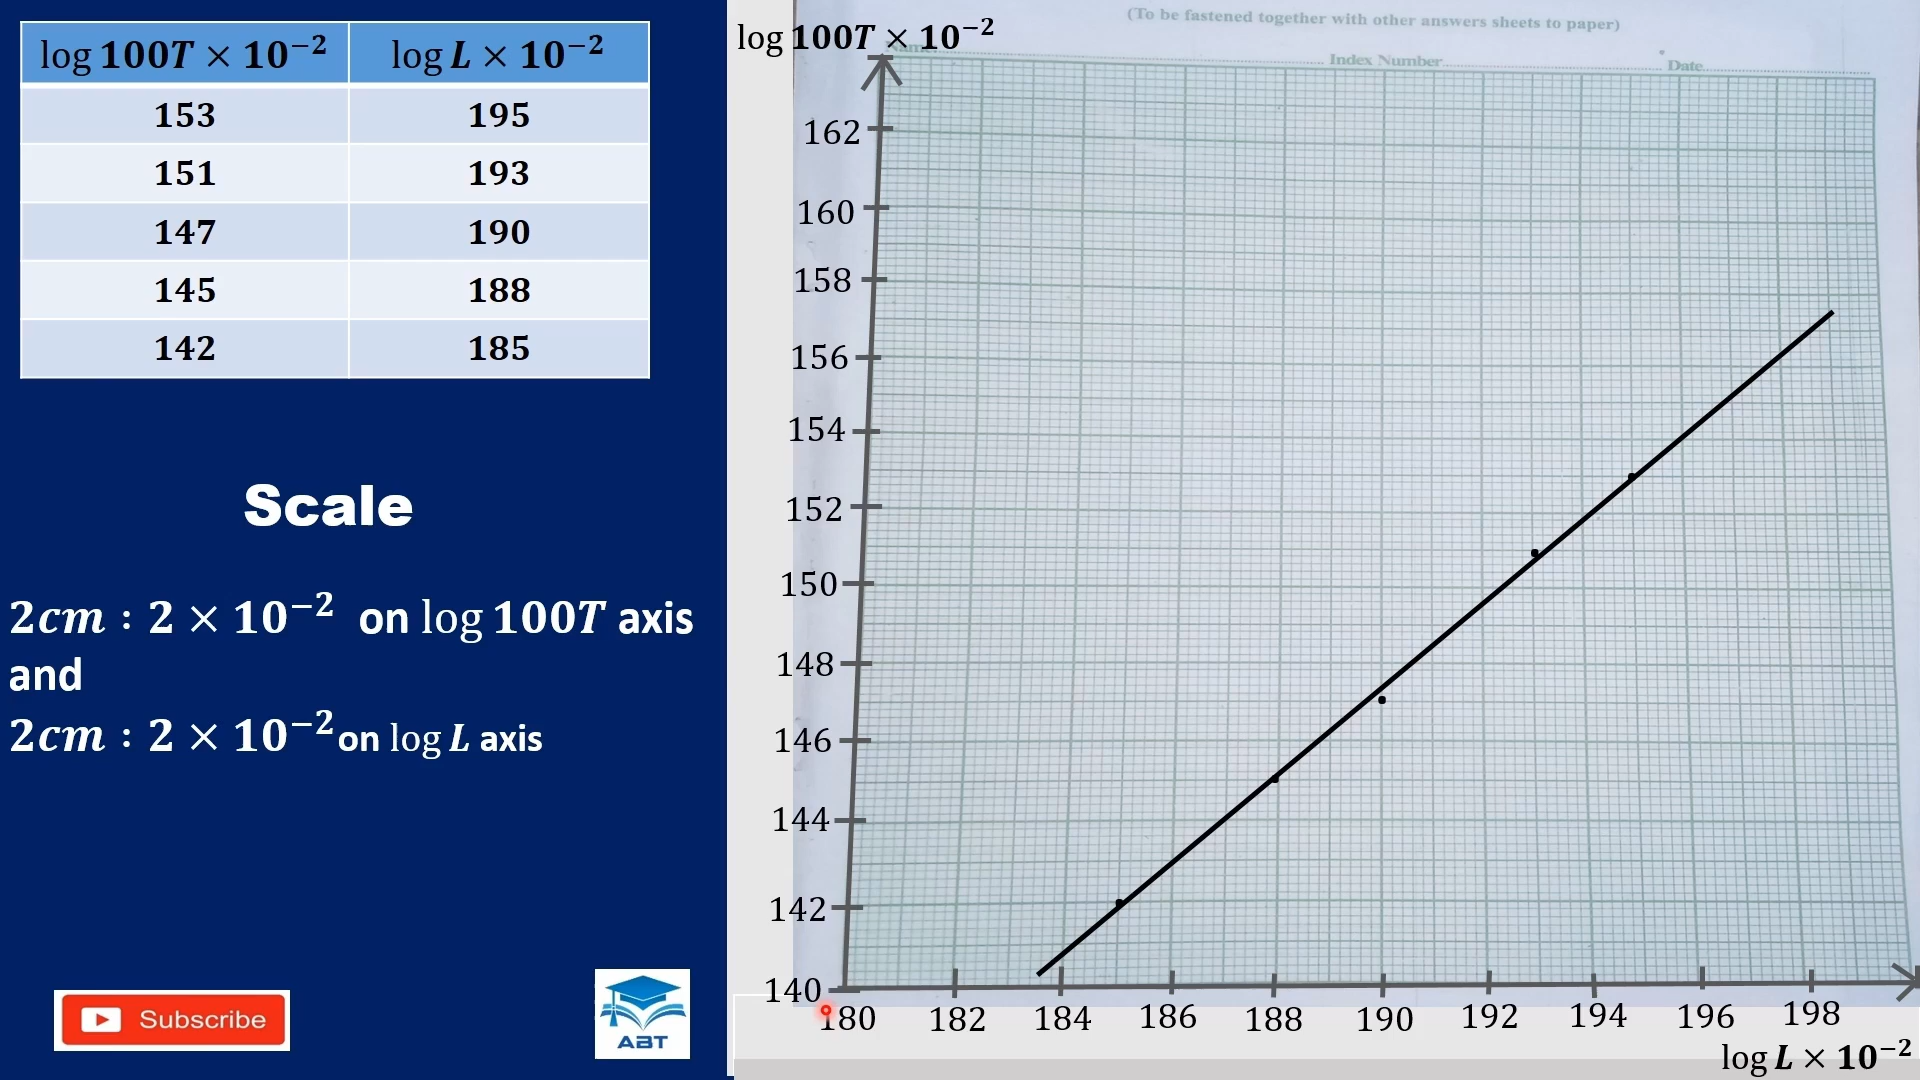 log 100T × 10⁻² log L × 10⁻²
153 195
151 193
147 190
145 188
142 185
Scale
2cm : 2 × 10⁻² on log 100T axis
and
2cm : 2 × 10⁻² on log L axis
Subscribe
ABT
(To be fastened together with other answers sheets to paper)
log 100T × 10⁻²
Name Index Number Date
162
160
158
156
154
152
150
148
146
144
142
140
180 182 184 186 188 190 192 194 196 198
log L × 10⁻²